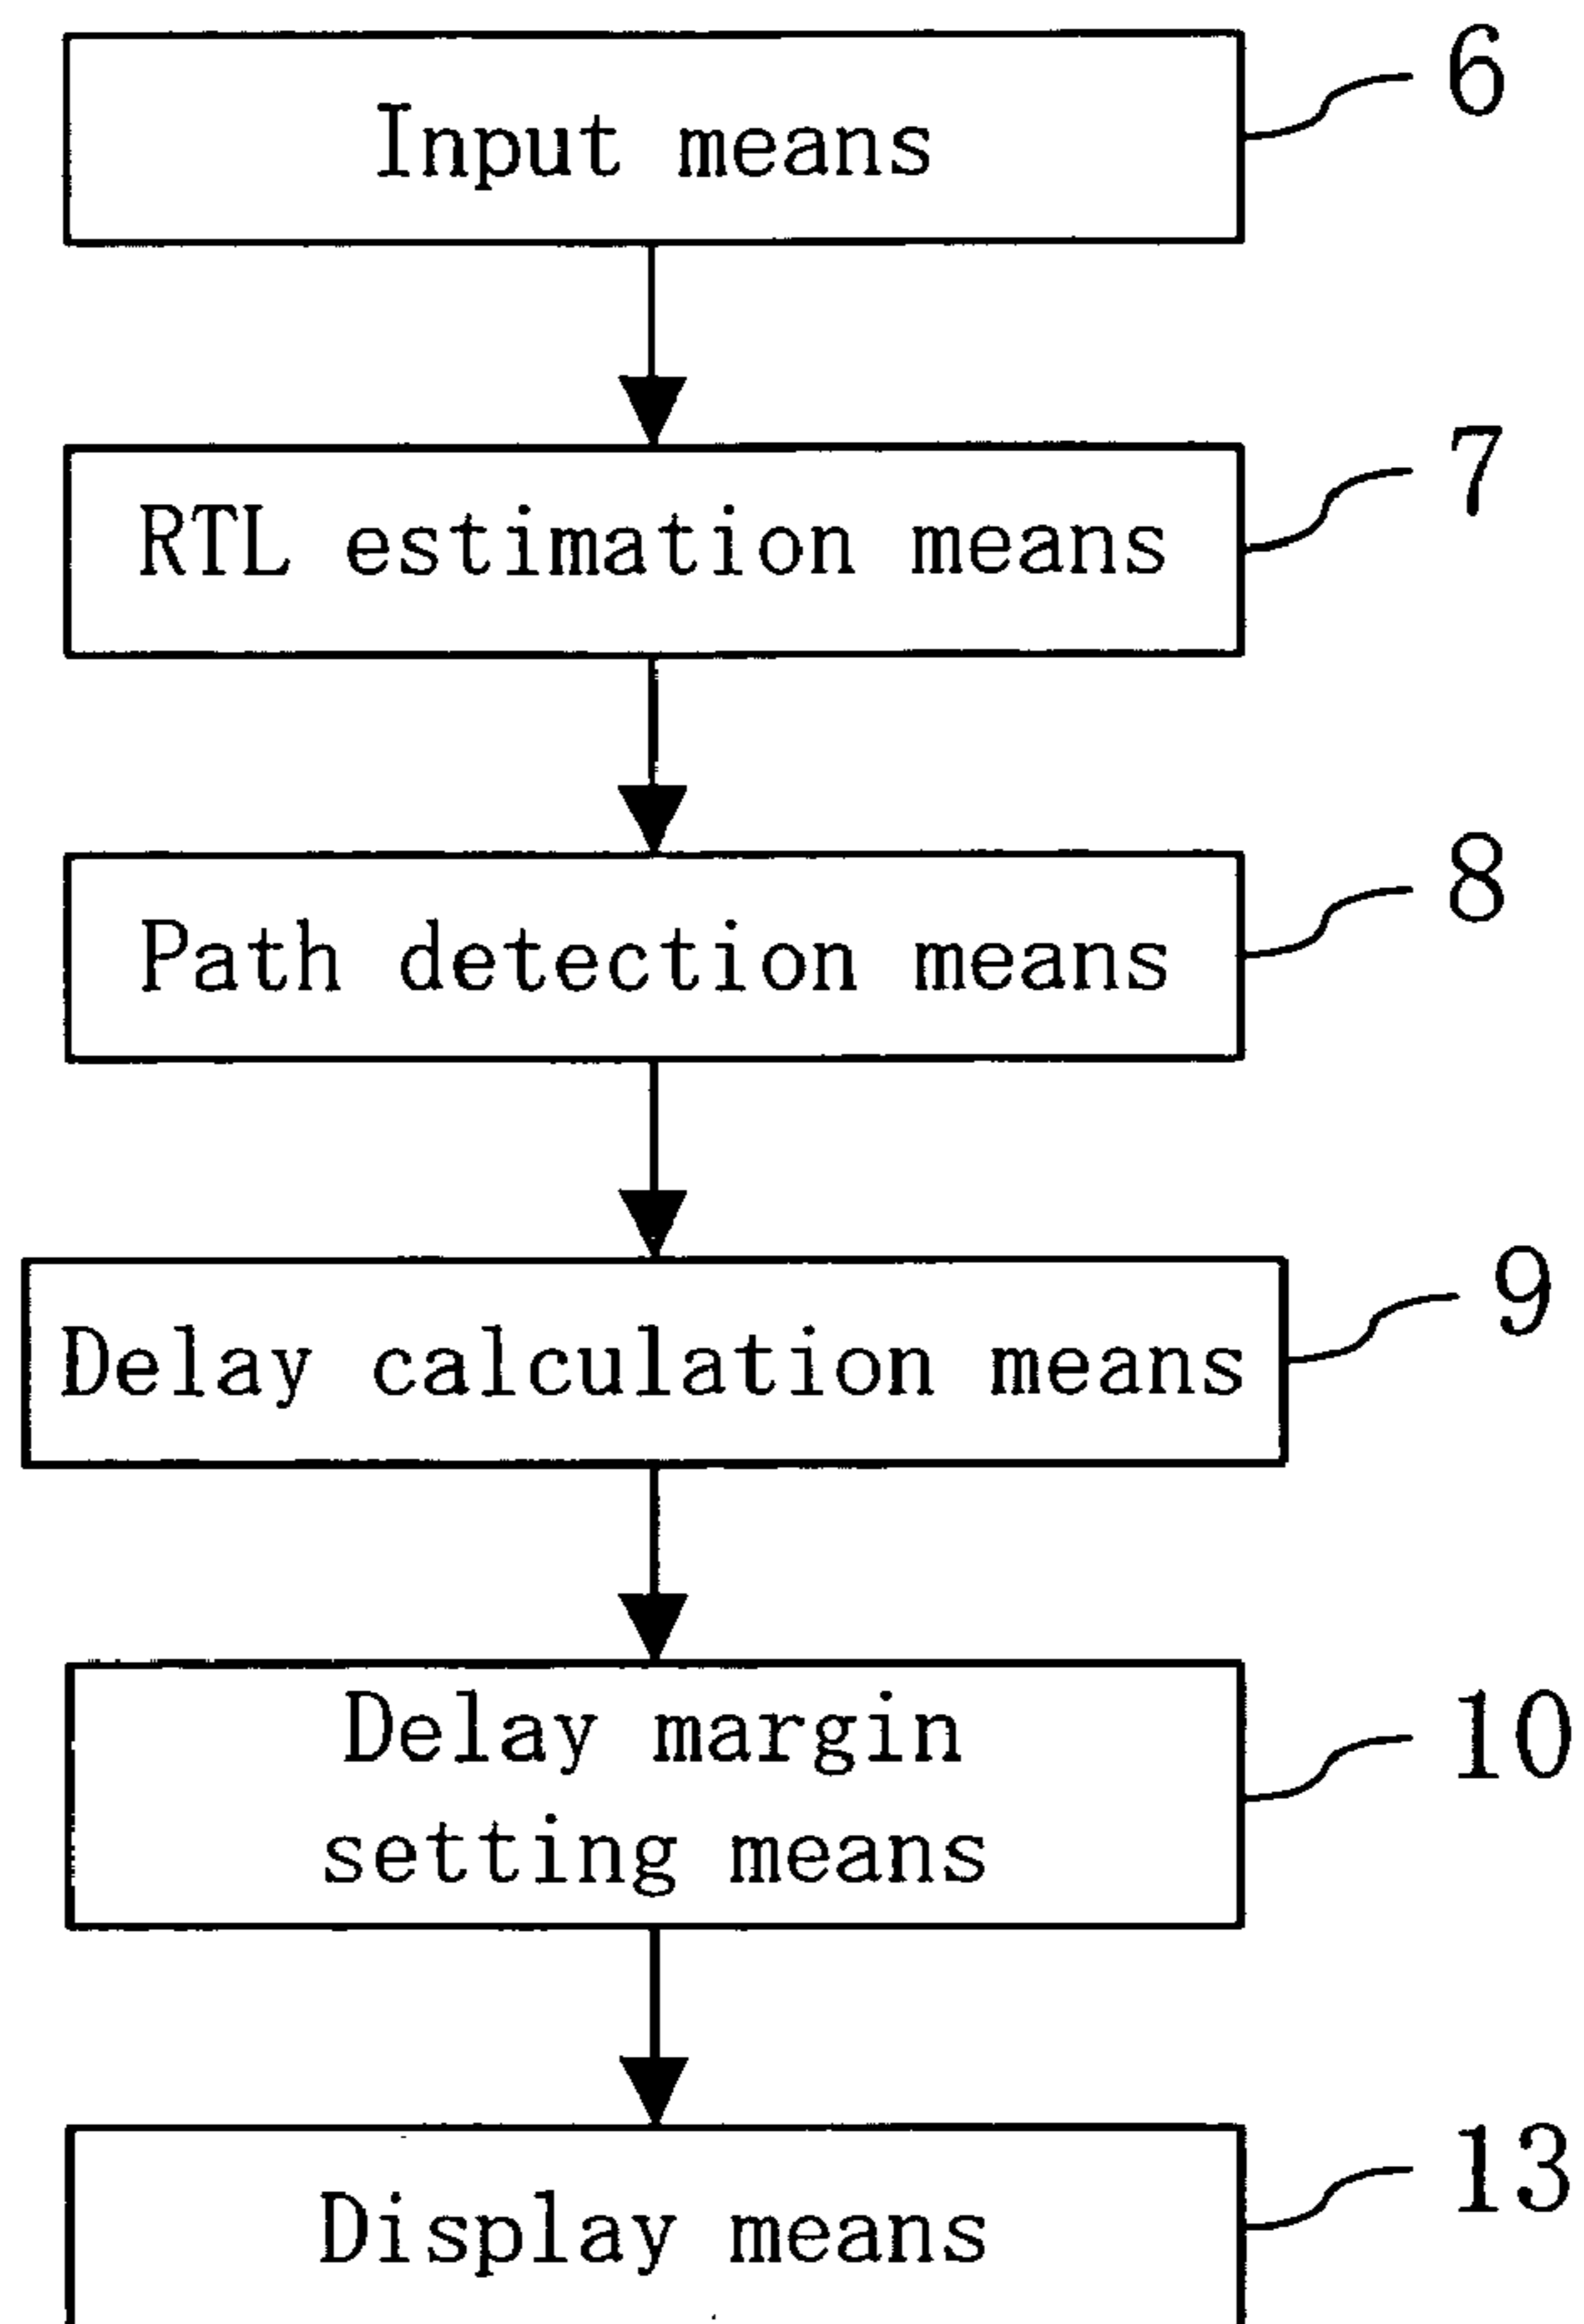 Input means
6
RTL estimation means
7
Path detection means
8
Delay calculation means
9
Delay margin
setting means
10
Display means
13